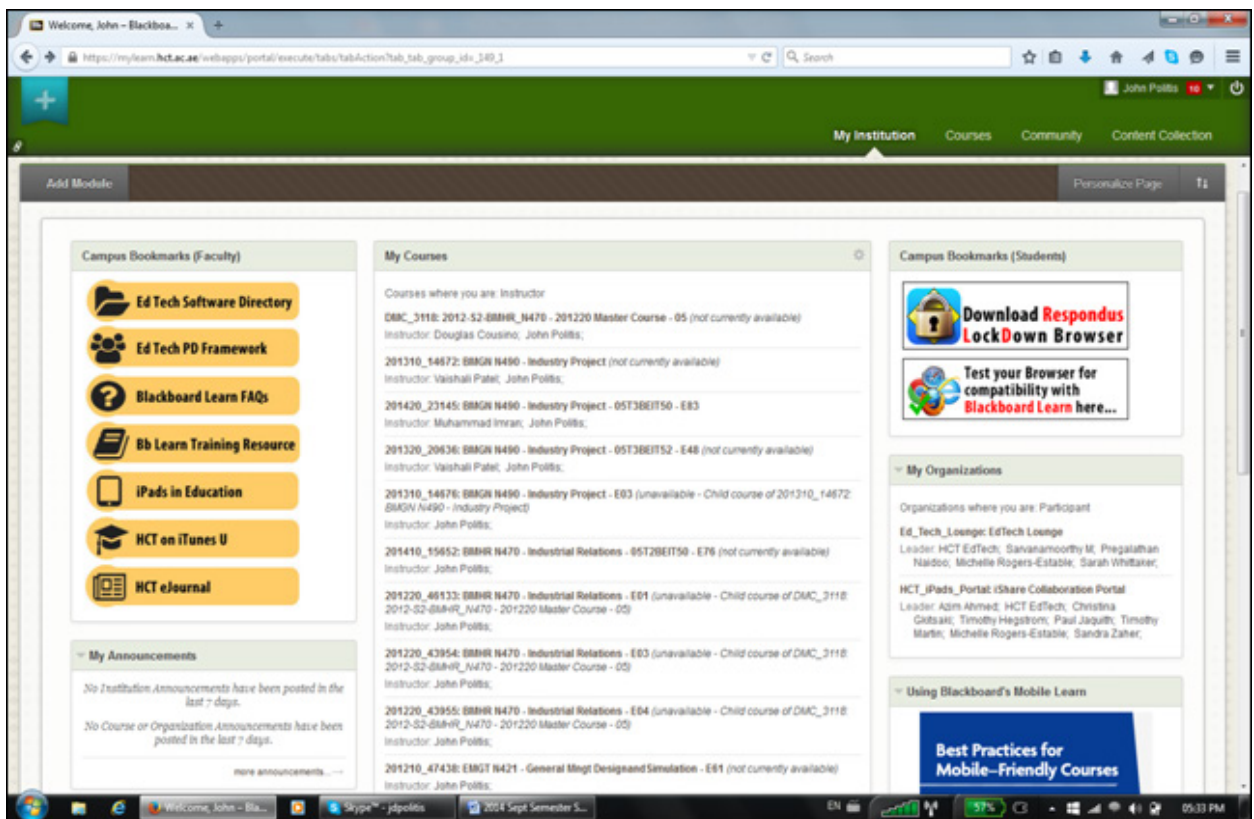 Welcome, John – Blackboa...
https://mylearn.hct.ac.ae/webapps/portal/execute/tabs/tabAction?tab_tab_group_id=_149_1
Search
John Politis 10
My Institution Courses Community Content Collection
Add Module
Personalize Page
Campus Bookmarks (Faculty)
Ed Tech Software Directory
Ed Tech PD Framework
Blackboard Learn FAQs
Bb Learn Training Resource
iPads in Education
HCT on iTunes U
HCT eJournal
My Announcements
No Institution Announcements have been posted in the
last 7 days.
No Course or Organization Announcements have been
posted in the last 7 days.
more announcements...
My Courses
Courses where you are: Instructor
DMC_3118: 2012-S2-BMHR_N470 - 201220 Master Course - 05 (not currently available)
Instructor: Douglas Cousino; John Politis;
201310_14672: BMGN N490 - Industry Project (not currently available)
Instructor: Vaishali Patel; John Politis;
201420_23145: BMGN N490 - Industry Project - 05T3BEIT50 - E83
Instructor: Muhammad Imran; John Politis;
201320_20636: BMGN N490 - Industry Project - 05T3BEIT52 - E48 (not currently available)
Instructor: Vaishali Patel; John Politis;
201310_14676: BMGN N490 - Industry Project - E03 (unavailable - Child course of 201310_14672:
BMGN N490 - Industry Project)
Instructor: John Politis;
201410_15652: BMHR N470 - Industrial Relations - 05T2BEIT50 - E76 (not currently available)
Instructor: John Politis;
201220_46133: BMHR N470 - Industrial Relations - E01 (unavailable - Child course of DMC_3118:
2012-S2-BMHR_N470 - 201220 Master Course - 05)
Instructor: John Politis;
201220_43954: BMHR N470 - Industrial Relations - E03 (unavailable - Child course of DMC_3118:
2012-S2-BMHR_N470 - 201220 Master Course - 05)
Instructor: John Politis;
201220_43955: BMHR N470 - Industrial Relations - E04 (unavailable - Child course of DMC_3118:
2012-S2-BMHR_N470 - 201220 Master Course - 05)
Instructor: John Politis;
201210_47438: EMGT N421 - General Mngt Designand Simulation - E61 (not currently available)
Instructor: John Politis;
Campus Bookmarks (Students)
Download Respondus
LockDown Browser
Test your Browser for
compatibility with
Blackboard Learn here...
My Organizations
Organizations where you are: Participant
Ed_Tech_Lounge: EdTech Lounge
Leader: HCT EdTech; Sarvanamoorthy M; Pregalathan
Naidoo; Michelle Rogers-Estable; Sarah Whittaker;
HCT_iPads_Portal: iShare Collaboration Portal
Leader: Azim Ahmed; HCT EdTech; Christina
Gitsaki; Timothy Hegstrom; Paul Jaquith; Timothy
Martin; Michelle Rogers-Estable; Sandra Zaher;
Using Blackboard's Mobile Learn
Best Practices for
Mobile–Friendly Courses
Welcome, John – Bla...
Skype™ - jdpolitis
2014 Sept Semester S...
EN
57%
05:33 PM